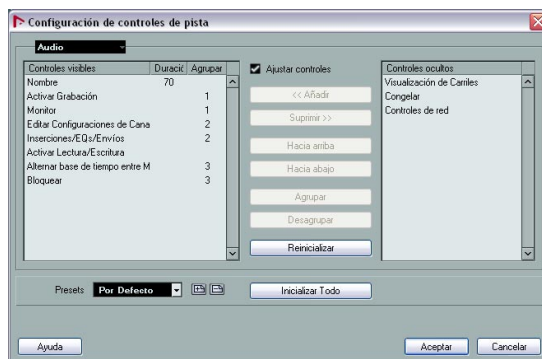 Configuración de controles de pista
Audio
Controles visibles Duració Agrupar
Nombre 70
Activar Grabación 1
Monitor 1
Editar Configuraciones de Cana 2
Inserciones/EQs/Envíos 2
Activar Lectura/Escritura
Alternar base de tiempo entre M 3
Bloquear 3
Ajustar controles
<< Añadir
Suprimir >>
Hacia arriba
Hacia abajo
Agrupar
Desagrupar
Reinicializar
Controles ocultos
Visualización de Carriles
Congelar
Controles de red
Presets Por Defecto
Inicializar Todo
Ayuda
Aceptar
Cancelar